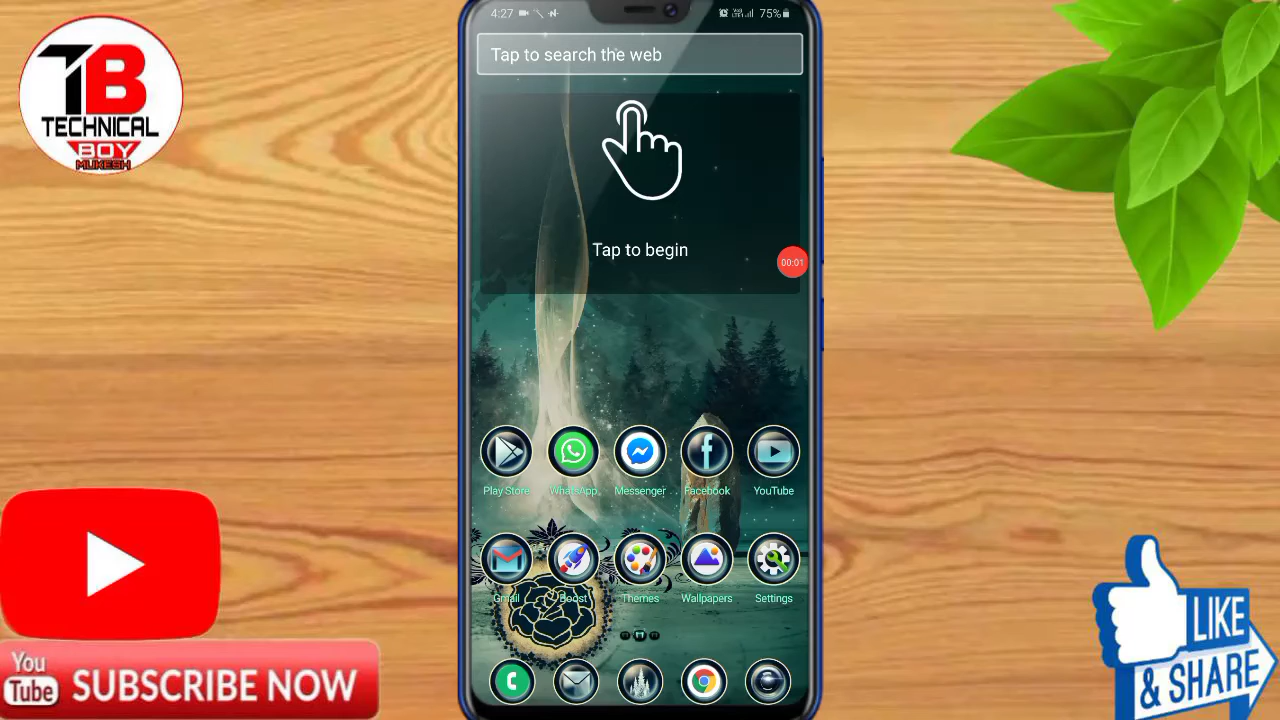 TB
TECHNICAL
BOY
MUKESH
4:27
75%
Tap to search the web
Tap to begin
00:01
Play Store
WhatsApp
Messenger
Facebook
YouTube
Gmail
Boost
Themes
Wallpapers
Settings
You
Tube
SUBSCRIBE NOW
LIKE
& SHARE